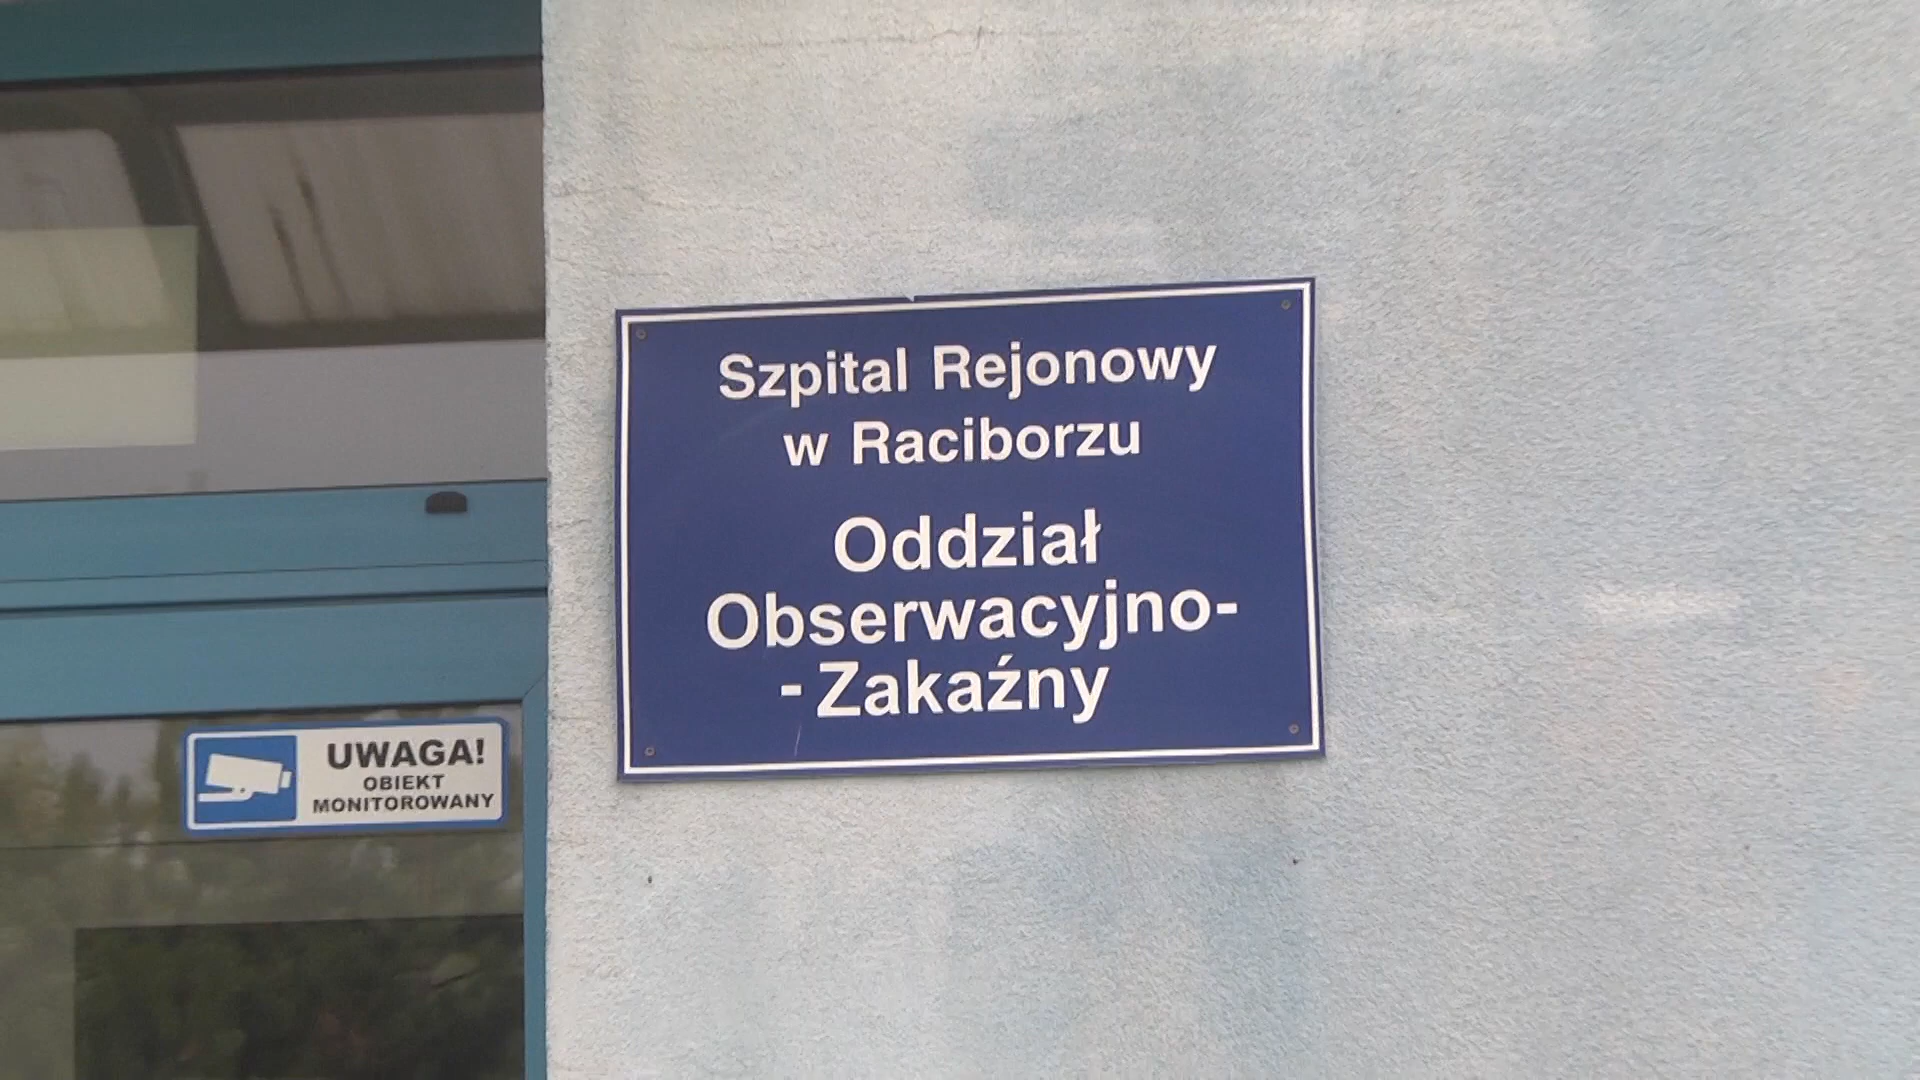 Szpital Rejonowy
w Raciborzu
Oddział
Obserwacyjno-
-Zakaźny
UWAGA!
OBIEKT
MONITOROWANY